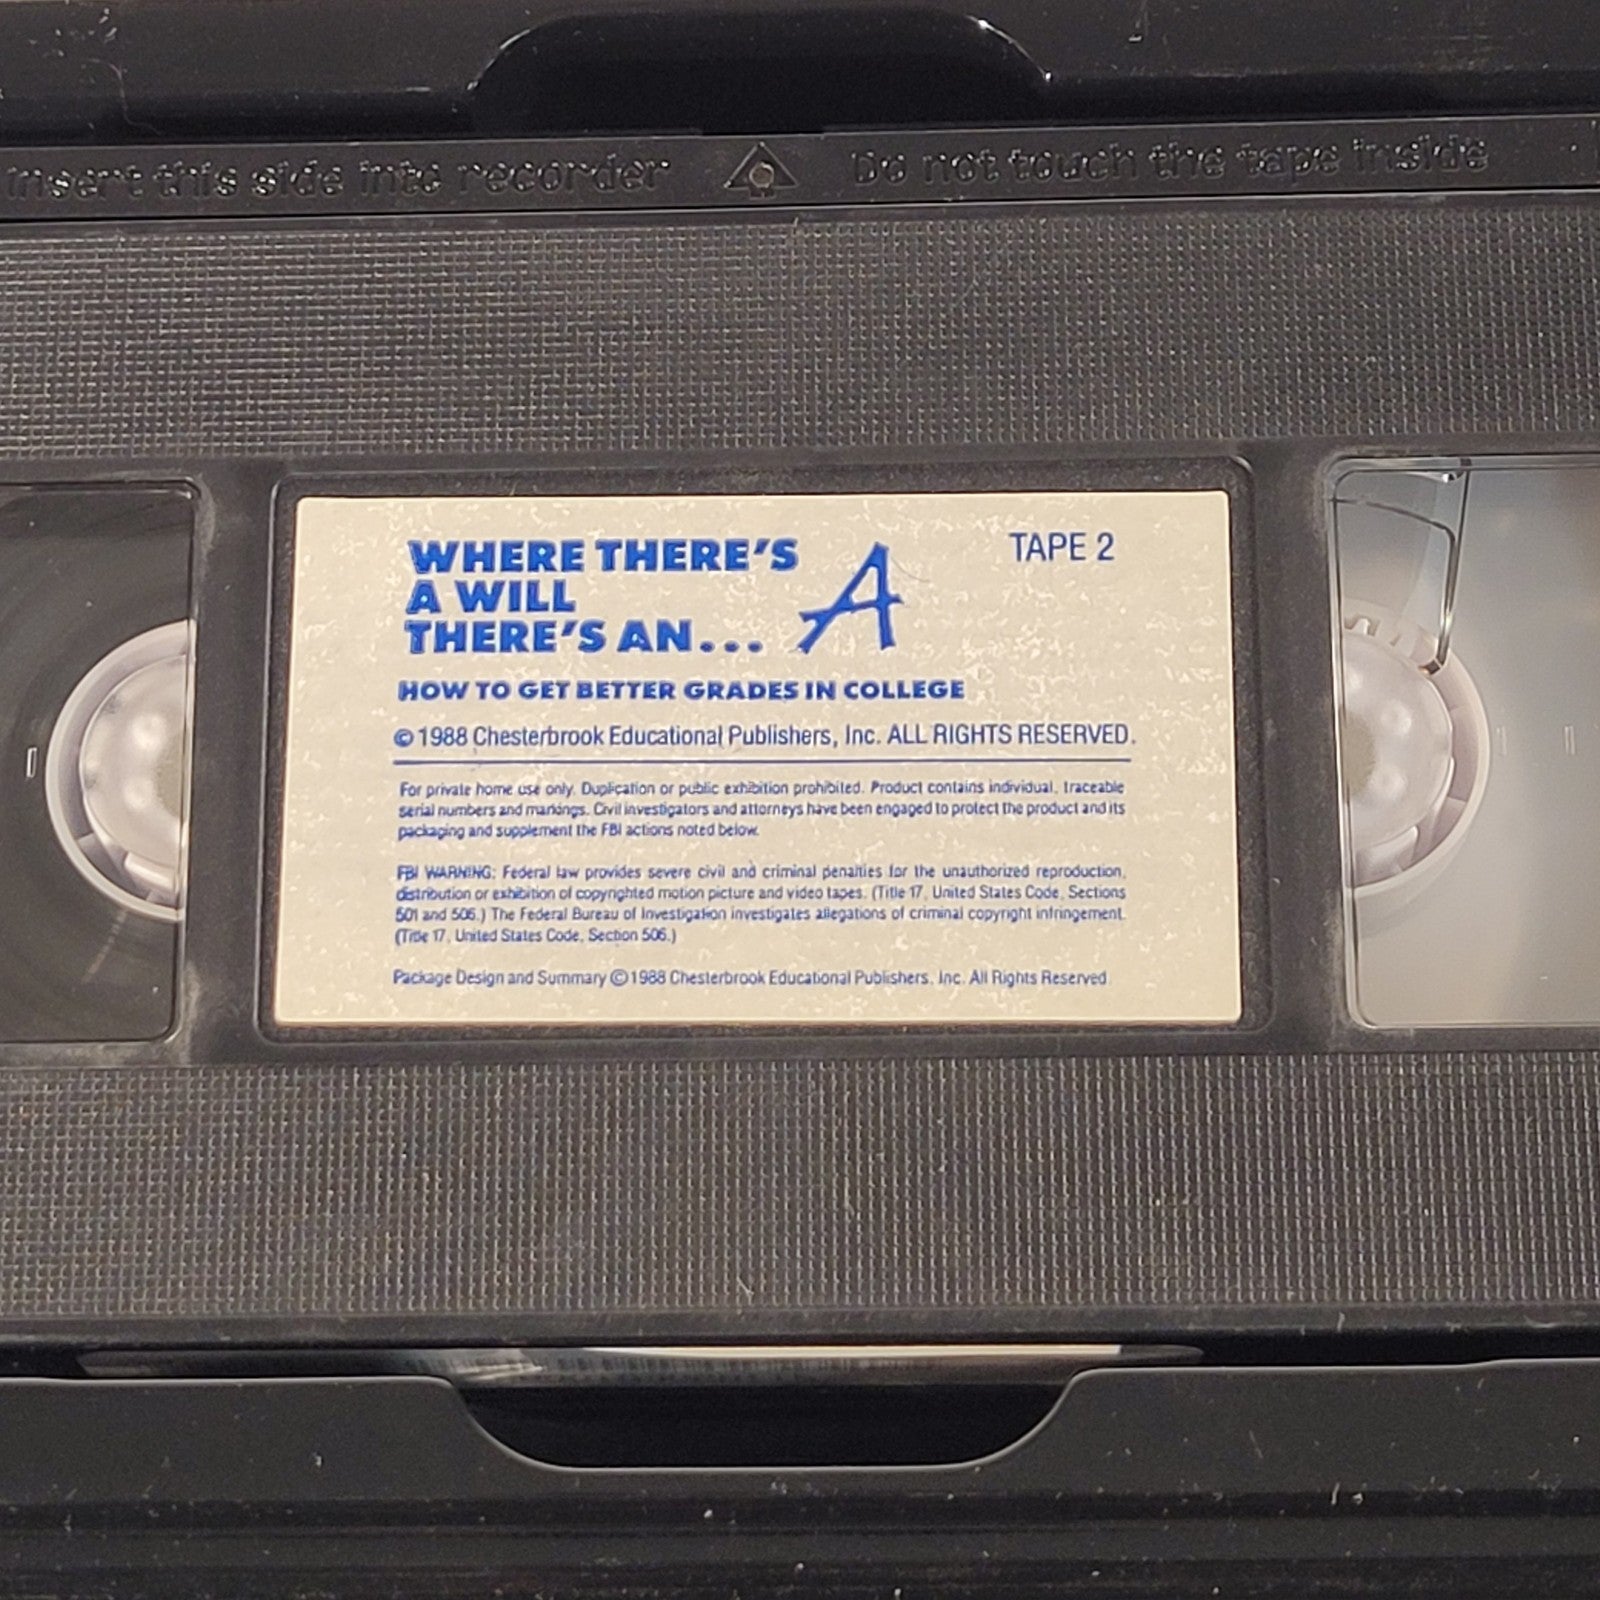 Insert this side into recorder Do not touch the tape inside
WHERE THERE'S
A WILL
THERE'S AN... A
TAPE 2
HOW TO GET BETTER GRADES IN COLLEGE
©1988 Chesterbrook Educational Publishers, Inc. ALL RIGHTS RESERVED.
For private home use only. Duplication or public exhibition prohibited. Product contains individual, traceable
serial numbers and markings. Civil investigators and attorneys have been engaged to protect the product and its
packaging and supplement the FBI actions noted below.
FBI WARNING: Federal law provides severe civil and criminal penalties for the unauthorized reproduction,
distribution or exhibition of copyrighted motion picture and video tapes. (Title 17, United States Code, Sections
501 and 506.) The Federal Bureau of Investigation investigates allegations of criminal copyright infringement.
(Title 17, United States Code, Section 506.)
Package Design and Summary ©1988 Chesterbrook Educational Publishers, Inc. All Rights Reserved.